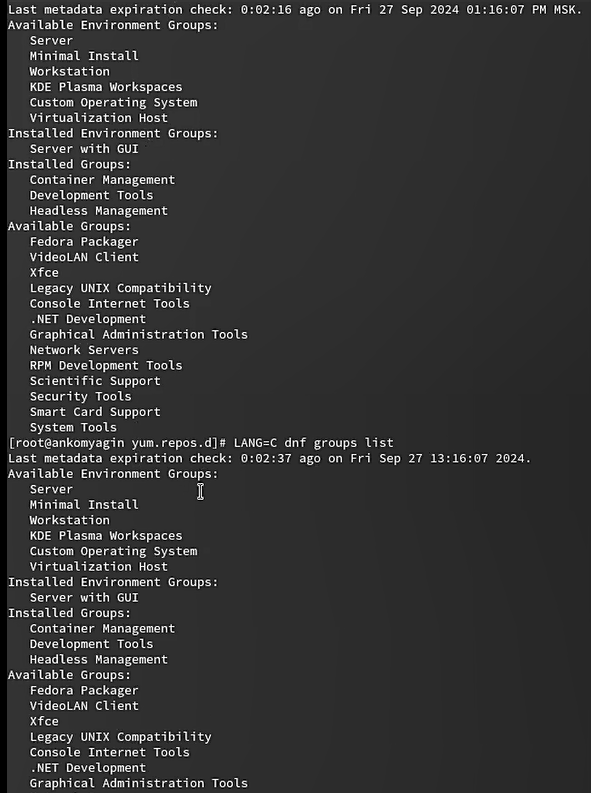 Last metadata expiration check: 0:02:16 ago on Fri 27 Sep 2024 01:16:07 PM MSK.
Available Environment Groups:
Server
Minimal Install
Workstation
KDE Plasma Workspaces
Custom Operating System
Virtualization Host
Installed Environment Groups:
Server with GUI
Installed Groups:
Container Management
Development Tools
Headless Management
Available Groups:
Fedora Packager
VideoLAN Client
Xfce
Legacy UNIX Compatibility
Console Internet Tools
.NET Development
Graphical Administration Tools
Network Servers
RPM Development Tools
Scientific Support
Security Tools
Smart Card Support
System Tools
[root@ankomyagin yum.repos.d]# LANG=C dnf groups list
Last metadata expiration check: 0:02:37 ago on Fri Sep 27 13:16:07 2024.
Available Environment Groups:
Server
Minimal Install
Workstation
KDE Plasma Workspaces
Custom Operating System
Virtualization Host
Installed Environment Groups:
Server with GUI
Installed Groups:
Container Management
Development Tools
Headless Management
Available Groups:
Fedora Packager
VideoLAN Client
Xfce
Legacy UNIX Compatibility
Console Internet Tools
.NET Development
Graphical Administration Tools